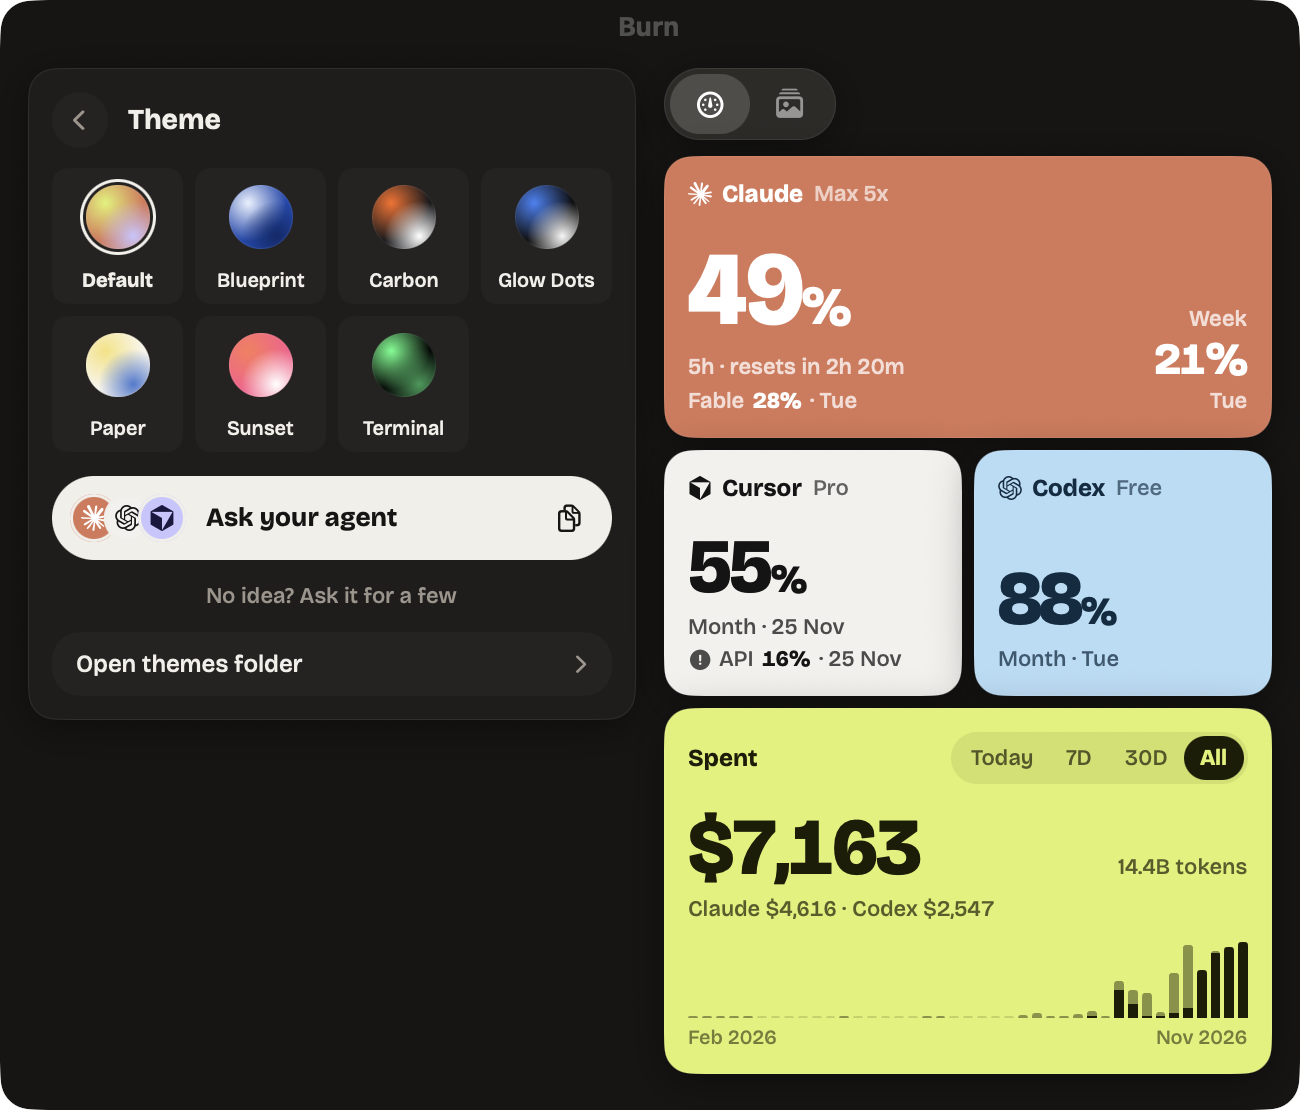 Burn
Theme
Default
Blueprint
Carbon
Glow Dots
Paper
Sunset
Terminal
Ask your agent
No idea? Ask it for a few
Open themes folder
Claude Max 5x
49%
5h · resets in 2h 20m
Fable 28% · Tue
Week
21%
Tue
Cursor Pro
55%
Month · 25 Nov
API 16% · 25 Nov
Codex Free
88%
Month · Tue
Spent
Today 7D 30D All
$7,163
14.4B tokens
Claude $4,616 · Codex $2,547
Feb 2026
Nov 2026